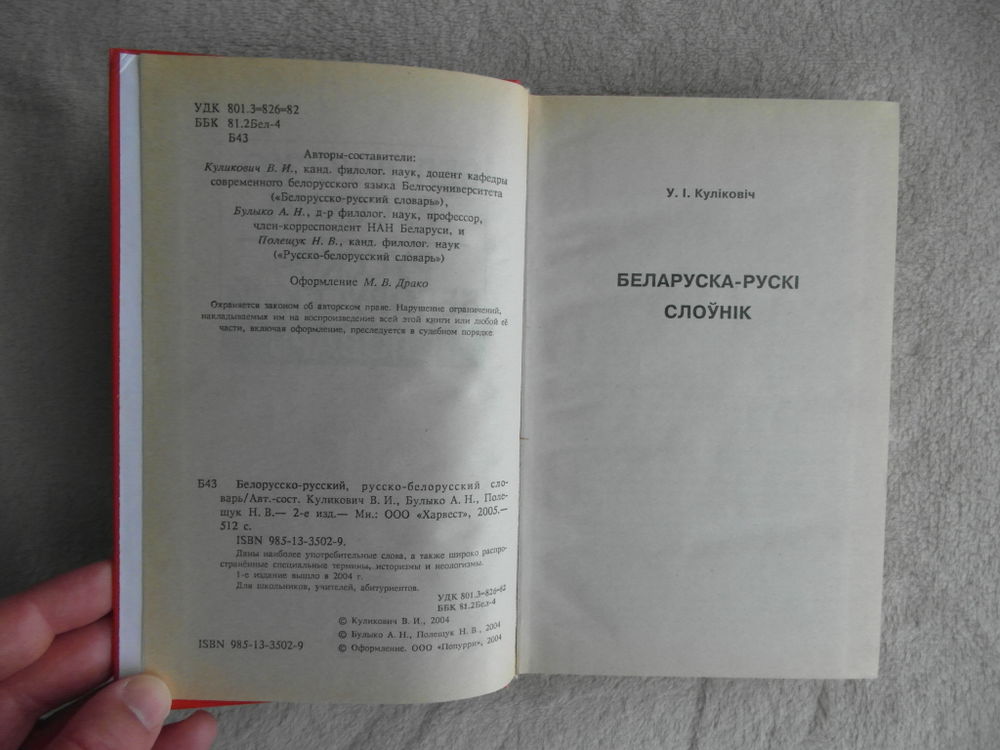 УДК 801.3=826=82
ББК 81.2Бел-4
Б43
Авторы-составители:
Куликович В. И., канд. филолог. наук, доцент кафедры
современного белорусского языка Белгосуниверситета
(«Белорусско-русский словарь»),
Булыко А. Н., д-р филолог. наук, профессор,
член-корреспондент НАН Беларуси, и
Полещук Н. В., канд. филолог. наук
(«Русско-белорусский словарь»)
Оформление М. В. Драко
Охраняется законом об авторском праве. Нарушение ограничений,
накладываемых им на воспроизведение всей этой книги или любой её
части, включая оформление, преследуется в судебном порядке.
Б43 Белорусско-русский, русско-белорусский сло-
варь/Авт.-сост. Куликович В. И., Булыко А. Н., Поле-
щук Н. В.— 2-е изд.— Мн.: ООО «Харвест», 2005.—
512 с.
ISBN 985-13-3502-9.
Даны наиболее употребительные слова, а также широко распро-
странённые специальные термины, историзмы и неологизмы.
1-е издание вышло в 2004 г.
Для школьников, учителей, абитуриентов.
УДК 801.3=826=82
ББК 81.2Бел-4
© Куликович В. И., 2004
© Булыко А. Н., Полещук Н. В., 2004
ISBN 985-13-3502-9 © Оформление. ООО «Попурри», 2004
У. І. Куліковіч
БЕЛАРУСКА-РУСКІ
СЛОЎНІК